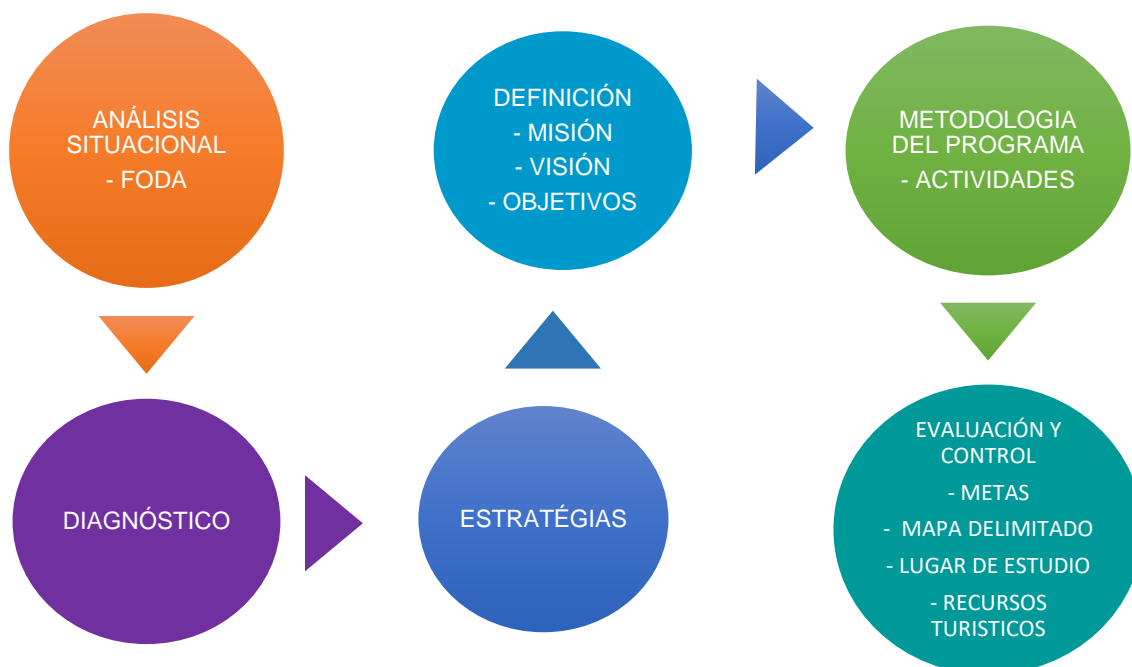 ANÁLISIS
SITUACIONAL
- FODA
DIAGNÓSTICO
ESTRATÉGIAS
DEFINICIÓN
- MISIÓN
- VISIÓN
- OBJETIVOS
METODOLOGIA
DEL PROGRAMA
- ACTIVIDADES
EVALUACIÓN Y
CONTROL
- METAS
- MAPA DELIMITADO
- LUGAR DE ESTUDIO
- RECURSOS
TURISTICOS